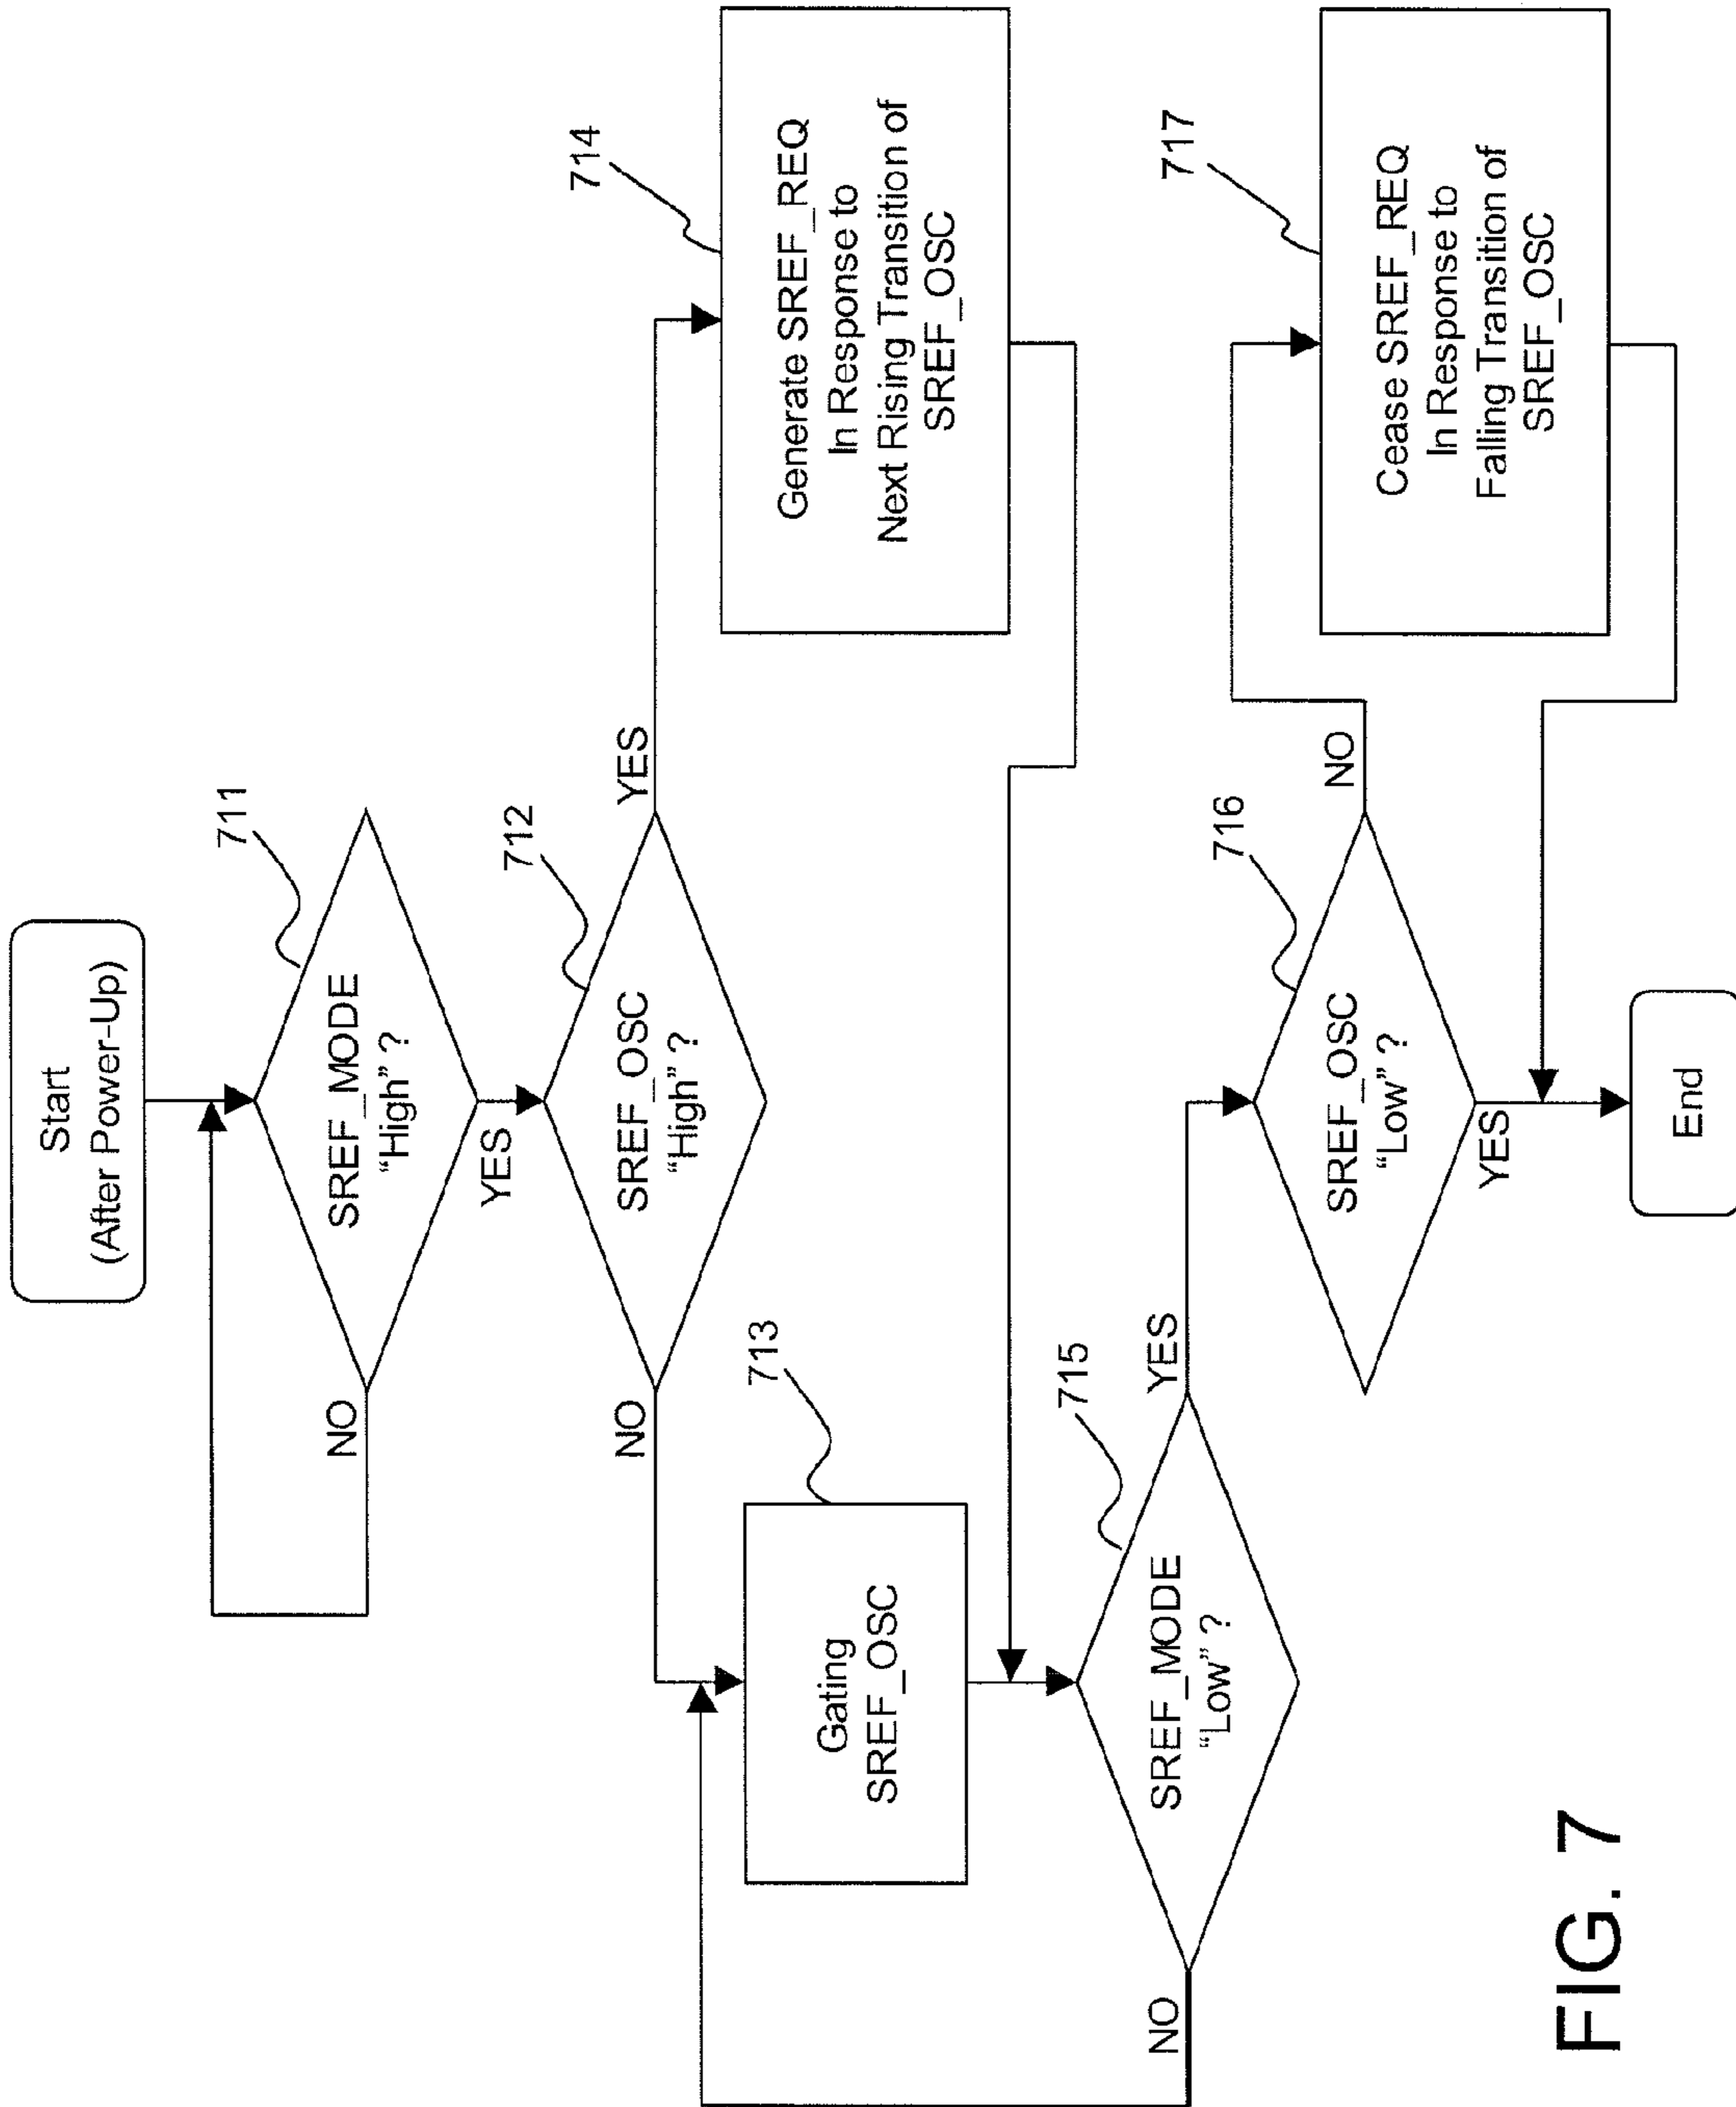 Start
(After Power-Up)
711
SREF_MODE
“High” ?
NO
YES
712
SREF_OSC
“High” ?
NO
YES
713
Gating
SREF_OSC
714
Generate SREF_REQ
In Response to
Next Rising Transition of
SREF_OSC
715
SREF_MODE
“Low” ?
NO
YES
716
SREF_OSC
“Low” ?
NO
YES
717
Cease SREF_REQ
In Response to
Falling Transition of
SREF_OSC
End
FIG. 7